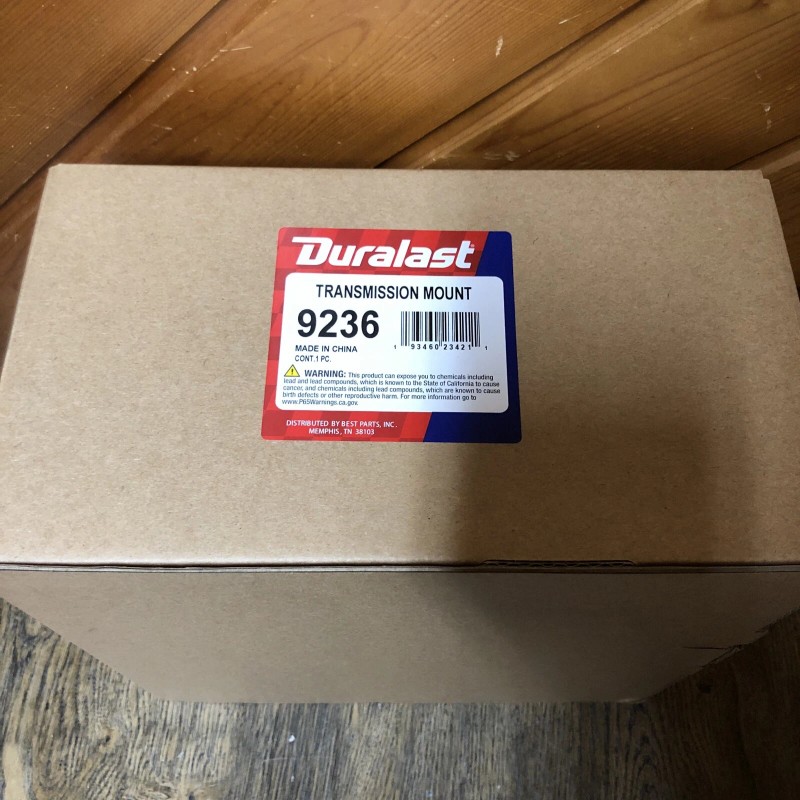 Duralast
TRANSMISSION MOUNT
9236
MADE IN CHINA
CONT.1 PC.
1 93460 23421 1
WARNING: This product can expose you to chemicals including
lead and lead compounds, which is known to the State of California to cause
cancer, and chemicals including lead compounds, which are known to cause
birth defects or other reproductive harm. For more information go to
www.P65Warnings.ca.gov.
DISTRIBUTED BY BEST PARTS, INC.
MEMPHIS, TN 38103